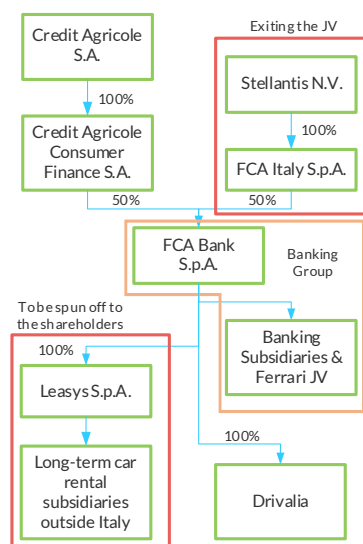 Exiting the JV
Credit Agricole
S.A.
Stellantis N.V.
100%
100%
Credit Agricole
Consumer
Finance S.A.
FCA Italy S.p.A.
50%
50%
FCA Bank
S.p.A.
Banking
Group
To be spun off to
the shareholders
100%
Banking
Subsidiaries &
Ferrari JV
Leasys S.p.A.
100%
Long-term car
rental
subsidiaries
outside Italy
Drivalia